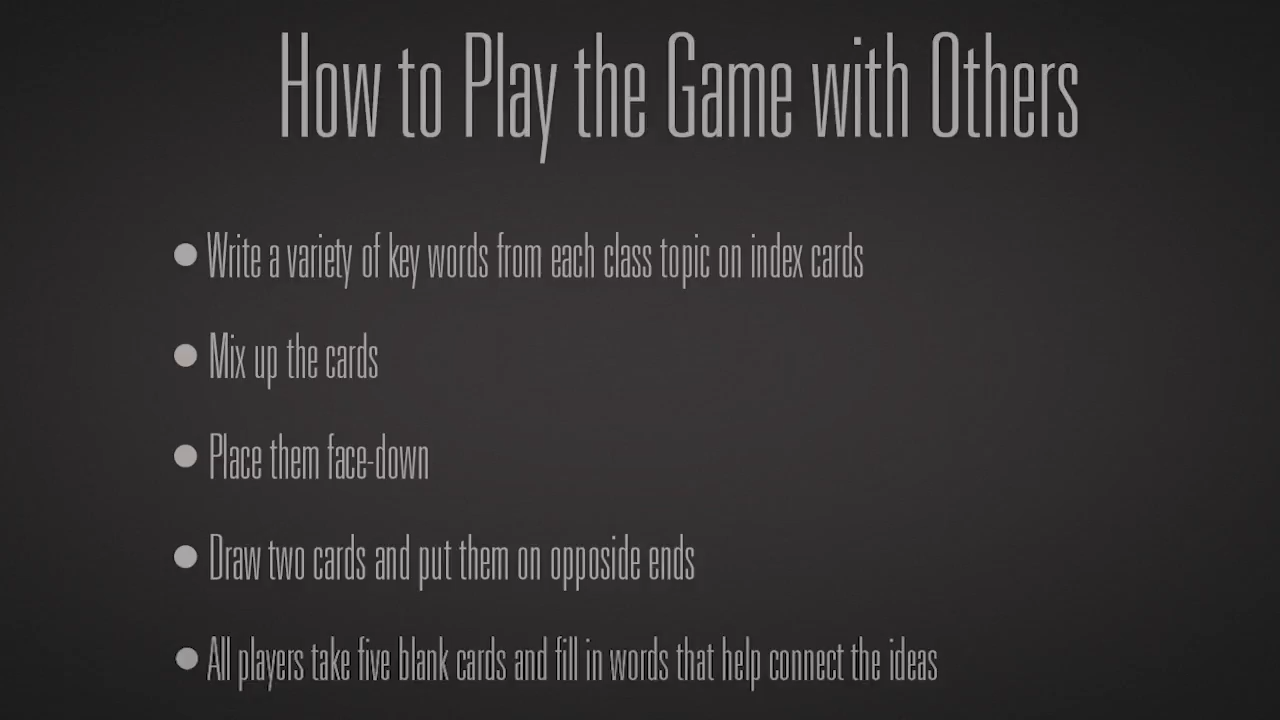 How to Play the Game with Others
● Write a variety of key words from each class topic on index cards
● Mix up the cards
● Place them face-down
● Draw two cards and put them on opposide ends
● All players take five blank cards and fill in words that help connect the ideas